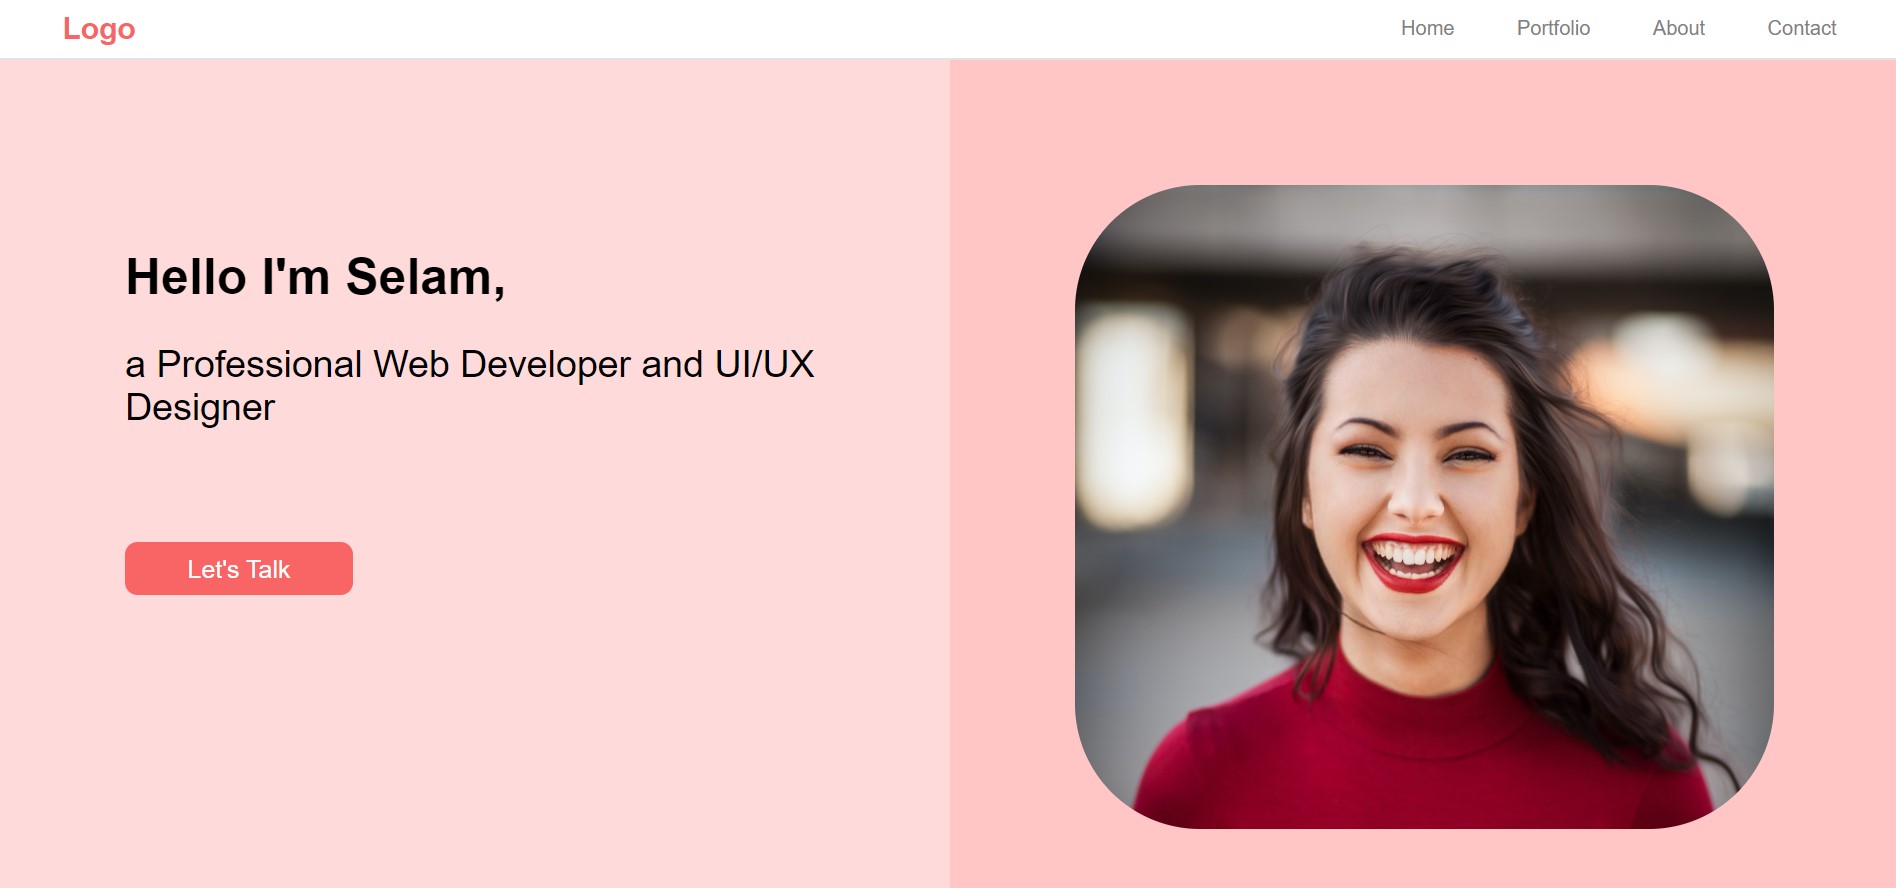 Logo
Home Portfolio About Contact
Hello I'm Selam,
a Professional Web Developer and UI/UX
Designer
Let's Talk